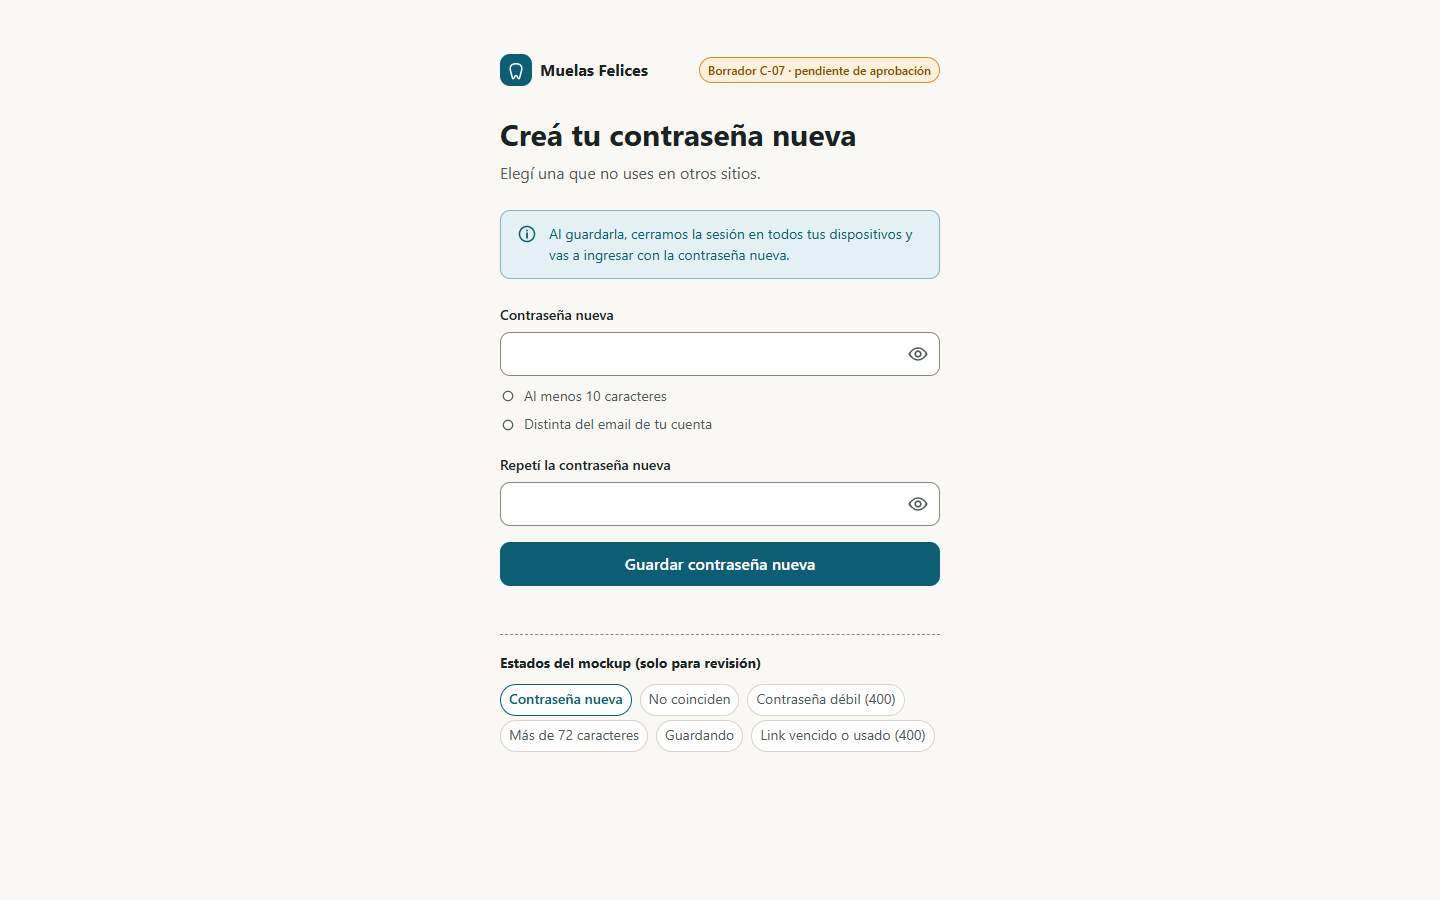 Muelas Felices
Borrador C-07 · pendiente de aprobación
Creá tu contraseña nueva
Elegí una que no uses en otros sitios.
Al guardarla, cerramos la sesión en todos tus dispositivos y
vas a ingresar con la contraseña nueva.
Contraseña nueva
Al menos 10 caracteres
Distinta del email de tu cuenta
Repetí la contraseña nueva
Guardar contraseña nueva
Estados del mockup (solo para revisión)
Contraseña nueva
No coinciden
Contraseña débil (400)
Más de 72 caracteres
Guardando
Link vencido o usado (400)